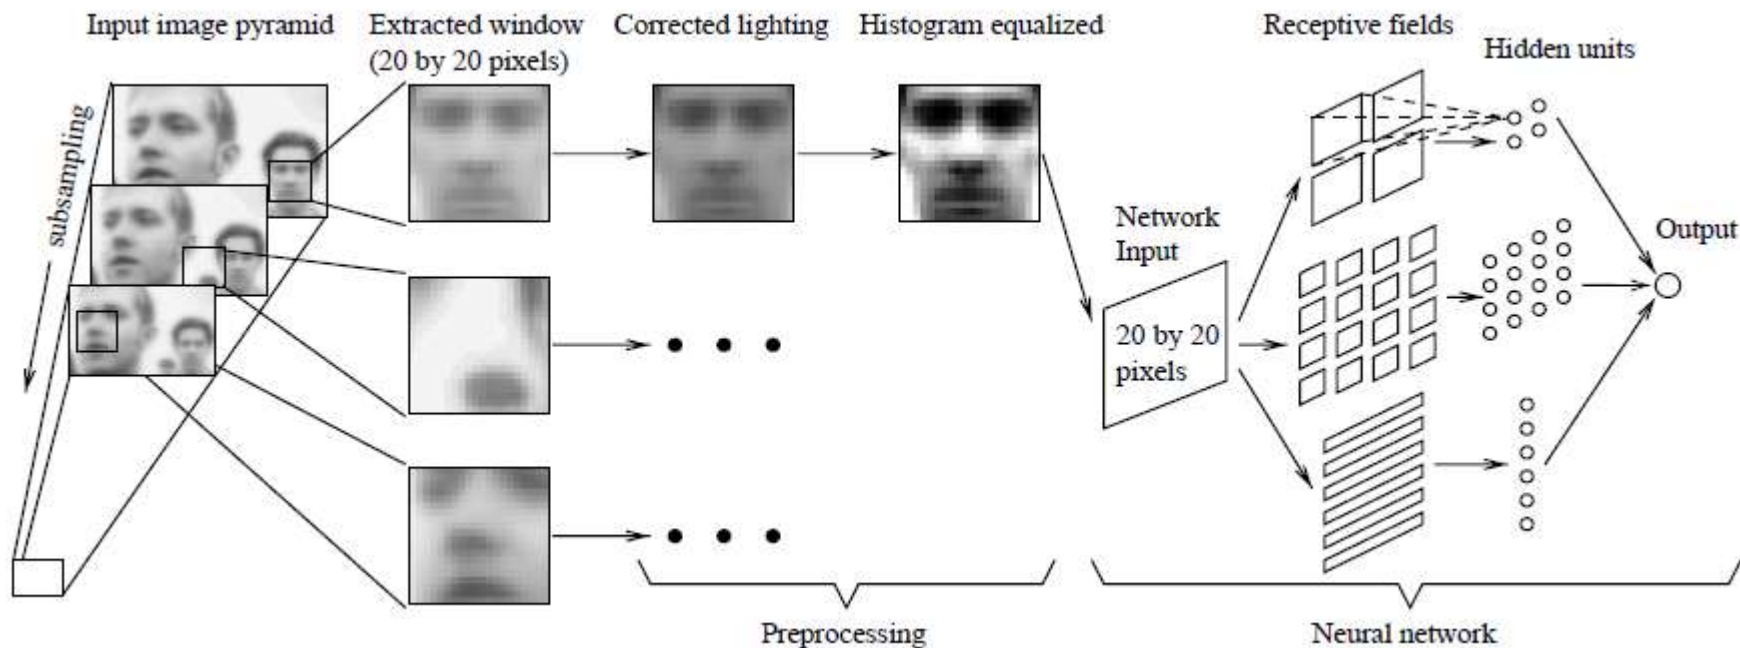 Input image pyramid
Extracted window
(20 by 20 pixels)
Corrected lighting
Histogram equalized
Receptive fields
Hidden units
subsampling
Network
Input
20 by 20
pixels
Output
Preprocessing
Neural network